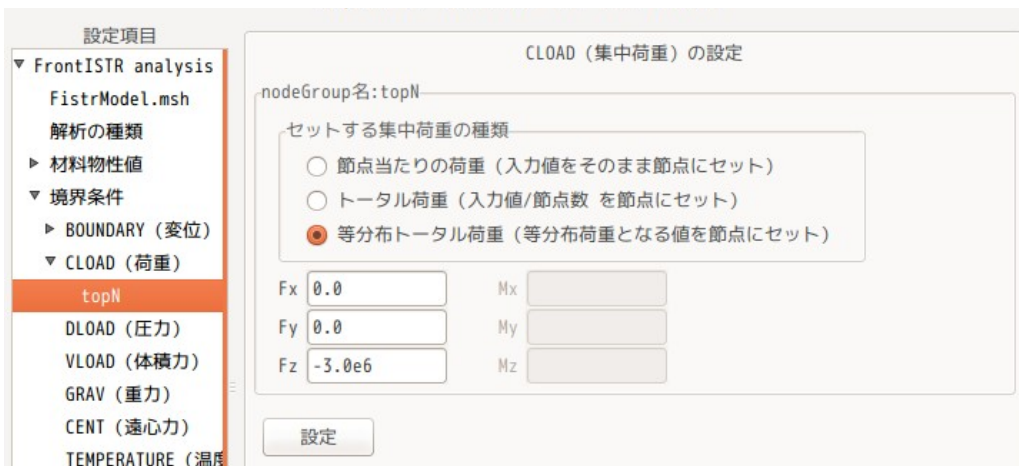 設定項目
FrontISTR analysis
FistrModel.msh
解析の種類
材料物性値
境界条件
BOUNDARY (変位)
CLOAD (荷重)
topN
DLOAD (圧力)
VLOAD (体積力)
GRAV (重力)
CENT (遠心力)
TEMPERATURE (温度
CLOAD (集中荷重) の設定
nodeGroup名:topN
セットする集中荷重の種類
節点当たりの荷重 (入力値をそのまま節点にセット)
トータル荷重 (入力値/節点数 を節点にセット)
等分布トータル荷重 (等分布荷重となる値を節点にセット)
Fx 0.0 Mx
Fy 0.0 My
Fz -3.0e6 Mz
設定